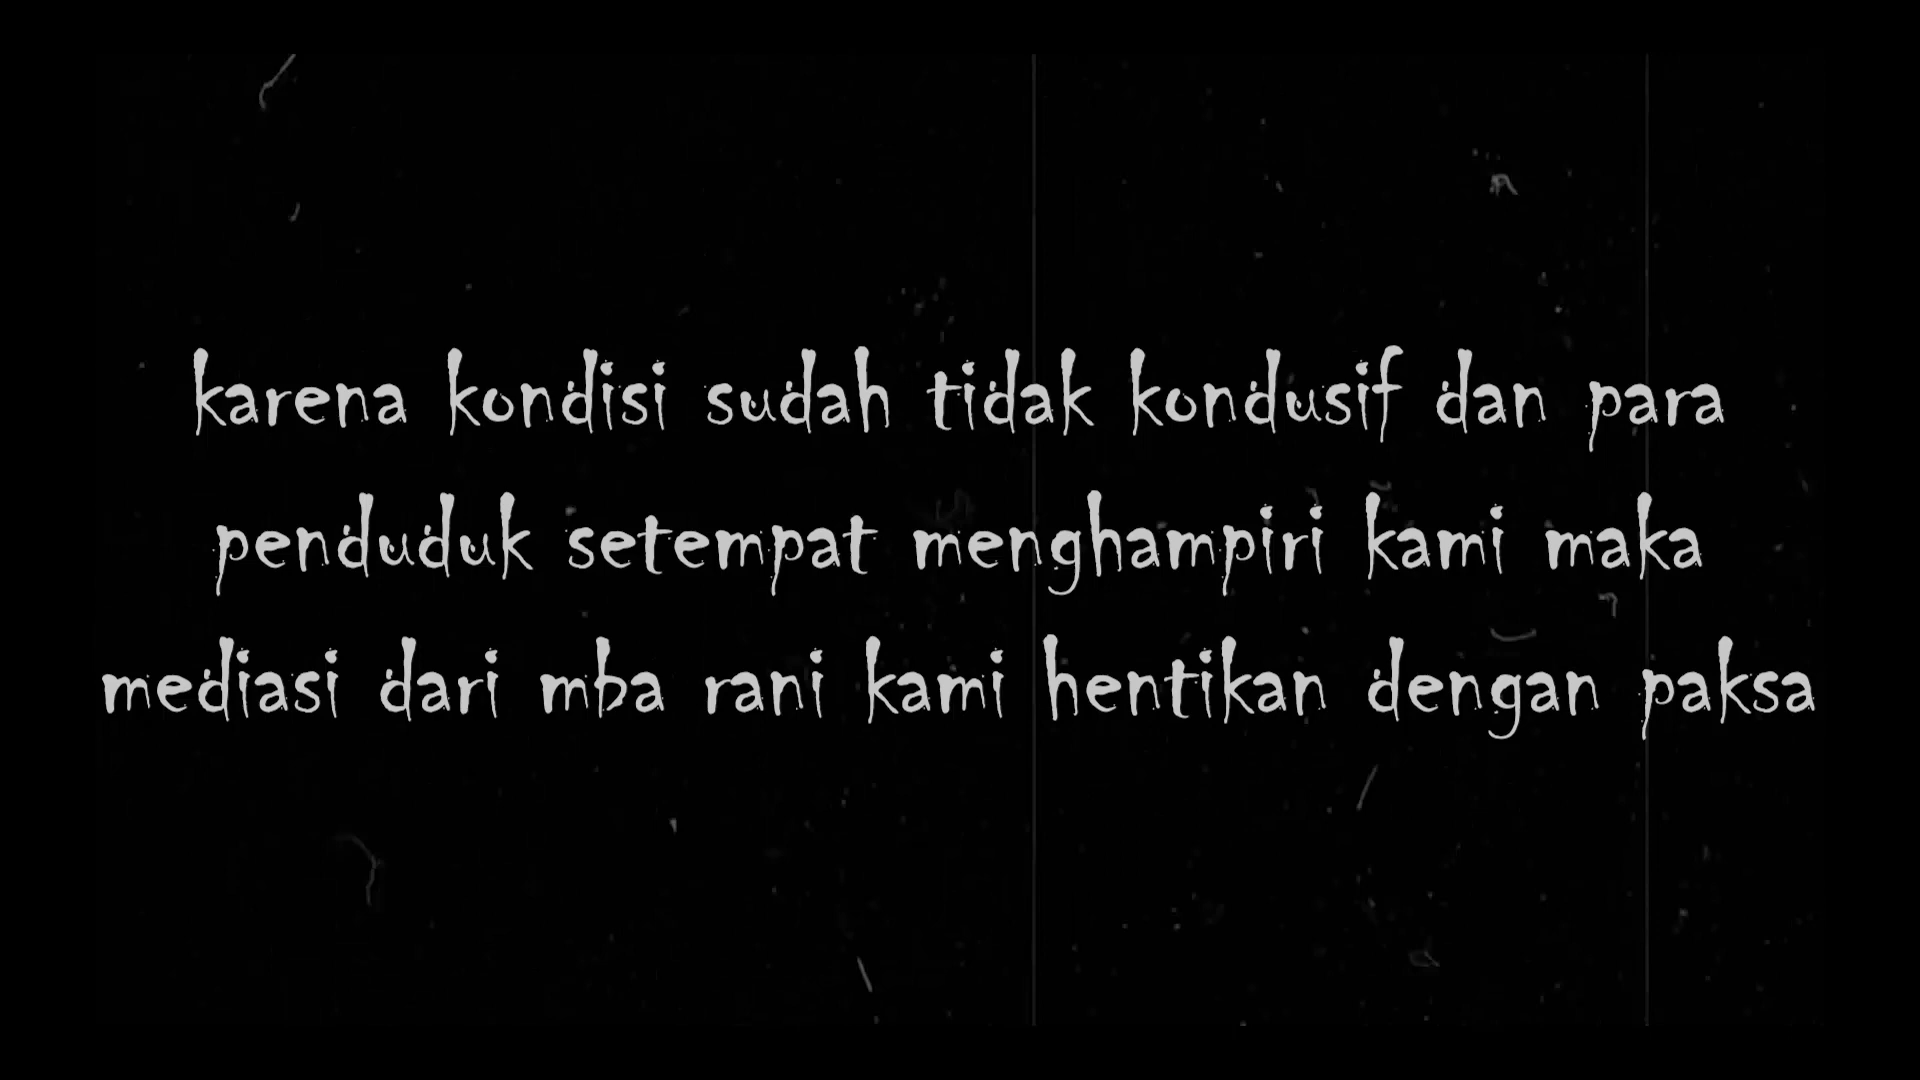 karena kondisi sudah tidak kondusif dan para
penduduk setempat menghampiri kami maka
mediasi dari mba rani kami hentikan dengan paksa